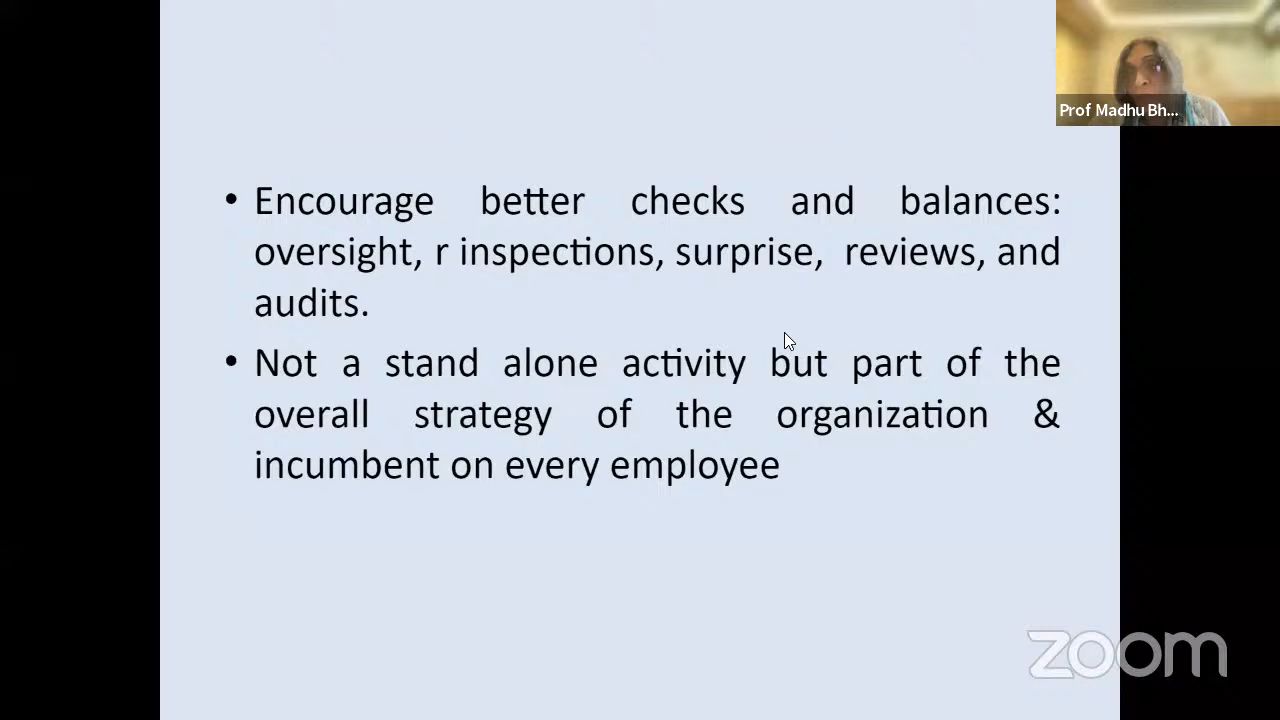 Prof Madhu Bh...
• Encourage better checks and balances:
oversight, r inspections, surprise,  reviews, and
audits.
• Not a stand alone activity but part of the
overall strategy of the organization &
incumbent on every employee
zoom